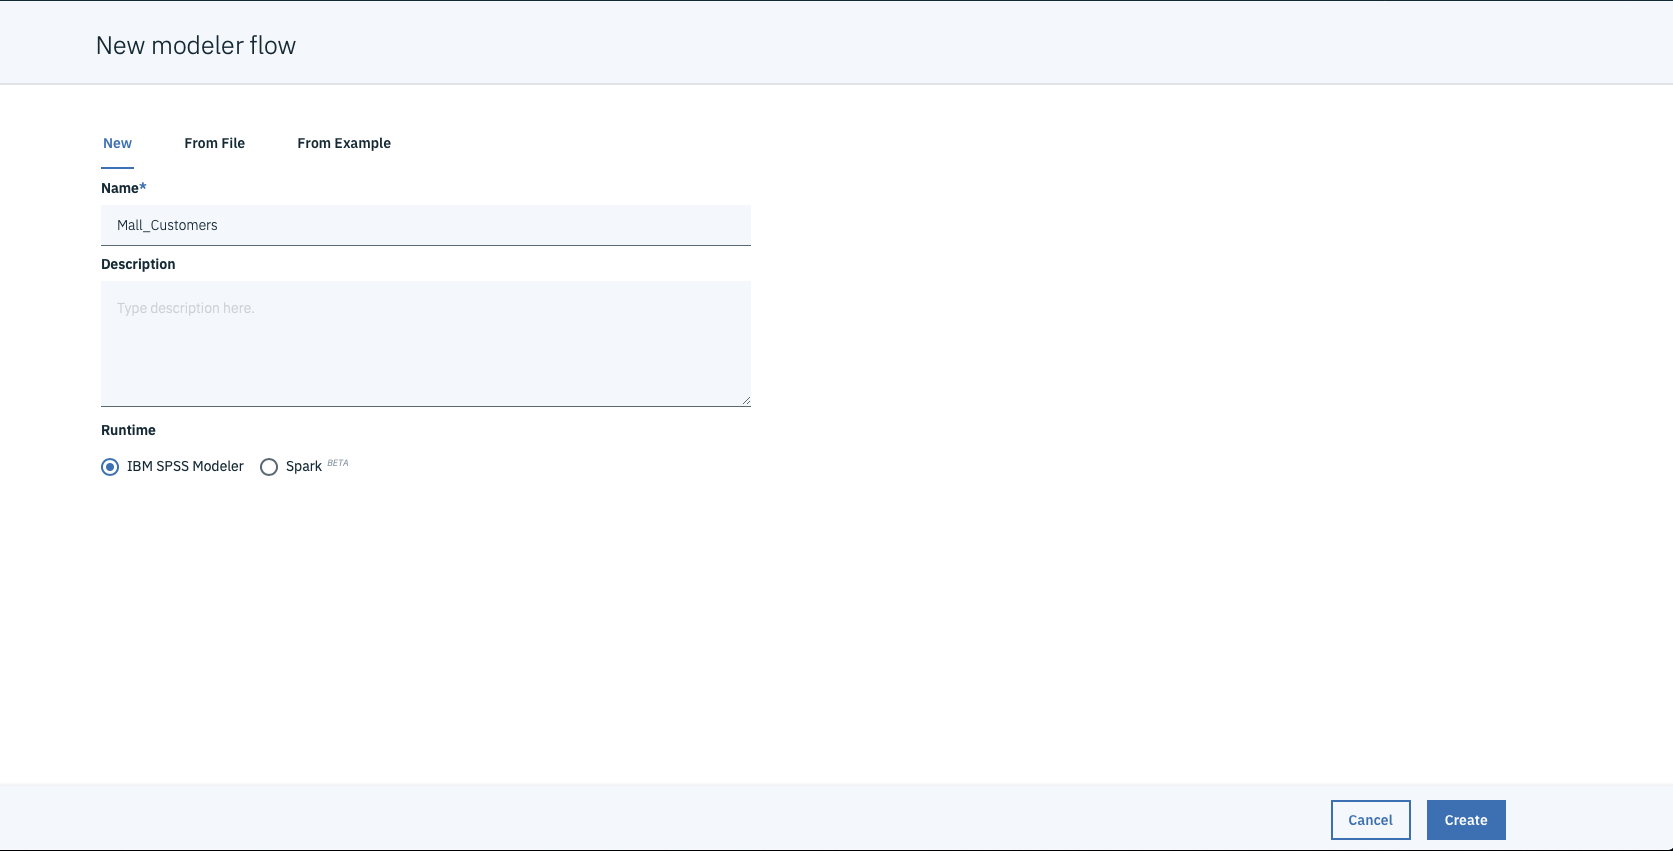 New modeler flow
New From File From Example
Name*
Mall_Customers
Description
Type description here.
Runtime
IBM SPSS Modeler Spark BETA
Cancel Create